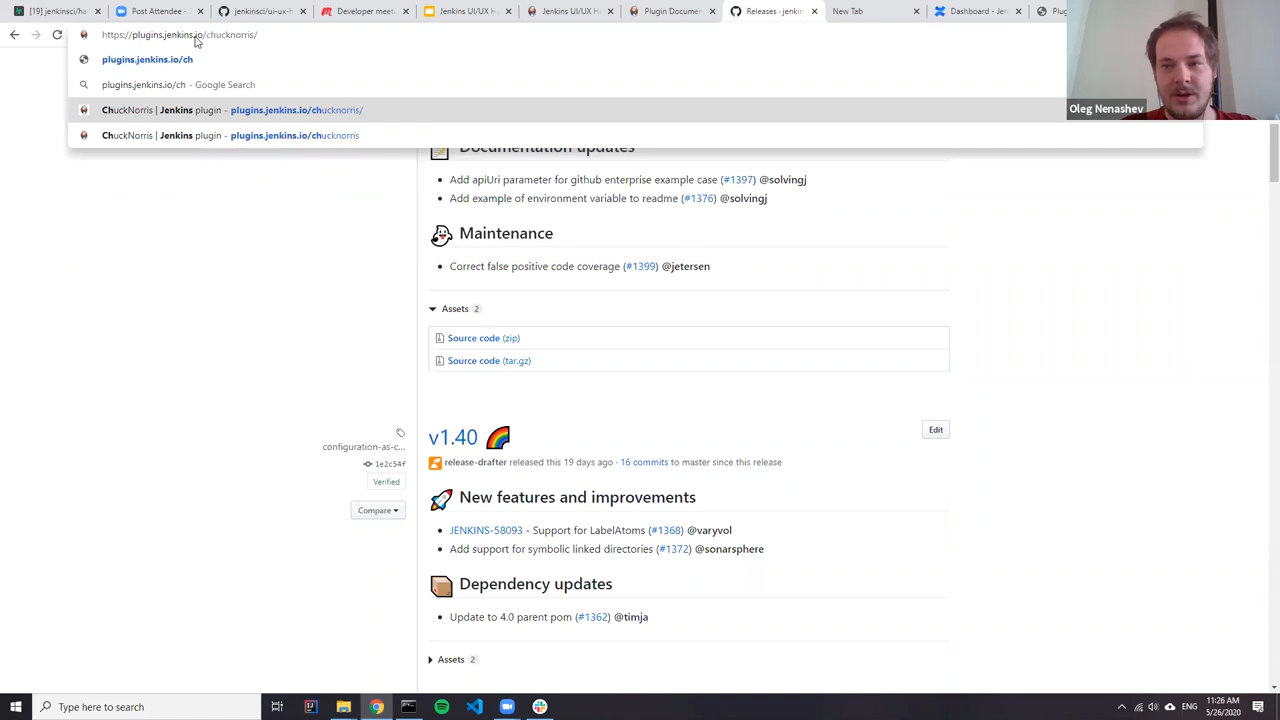 [19] jenkinsci/ha
Post Attendee -
jenkinsci/ui-ux-h
Developer meet
Jenkins UI/UX H
Jenkins UI/UX H
Plugin Docume
Releases · jenki
New Tab
Dashboard - Jen
Plu
https://plugins.jenkins.io/chucknorris/
plugins.jenkins.io/ch
plugins.jenkins.io/ch - Google Search
ChuckNorris | Jenkins plugin - plugins.jenkins.io/chucknorris/
ChuckNorris | Jenkins plugin - plugins.jenkins.io/chucknorris
Oleg Nenashev
Documentation updates
Add apiUri parameter for github enterprise example case (#1397) @solvingj
Add example of environment variable to readme (#1376) @solvingj
Maintenance
Correct false positive code coverage (#1399) @jetersen
Assets 2
Source code (zip)
Source code (tar.gz)
configuration-as-c...
1e2c54f
Verified
Compare
v1.40
Edit
release-drafter released this 19 days ago · 16 commits to master since this release
New features and improvements
JENKINS-58093 - Support for LabelAtoms (#1368) @varyvol
Add support for symbolic linked directories (#1372) @sonarsphere
Dependency updates
Update to 4.0 parent pom (#1362) @timja
Assets 2
Type here to search
ENG
11:26 AM
5/26/2020